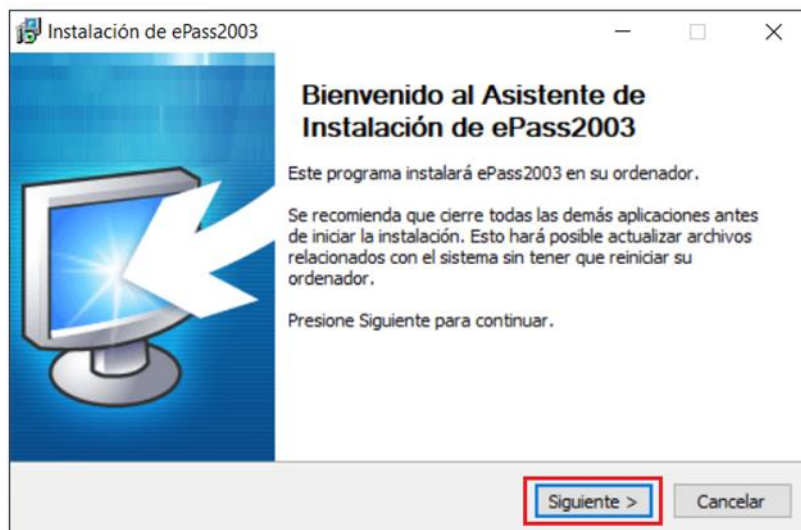 Instalación de ePass2003
Bienvenido al Asistente de
Instalación de ePass2003
Este programa instalará ePass2003 en su ordenador.
Se recomienda que cierre todas las demás aplicaciones antes
de iniciar la instalación. Esto hará posible actualizar archivos
relacionados con el sistema sin tener que reiniciar su
ordenador.
Presione Siguiente para continuar.
Siguiente >
Cancelar